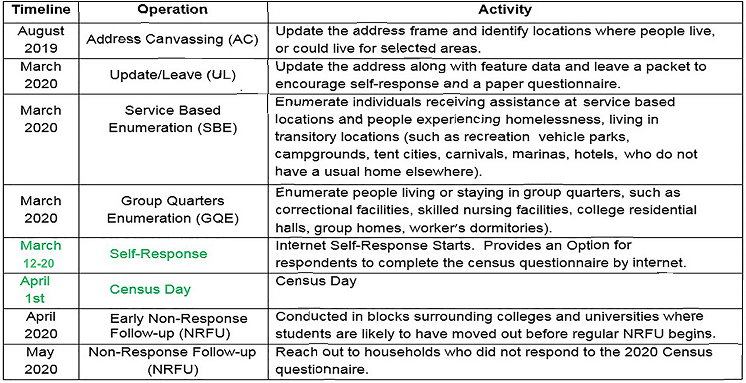 Timeline Operation Activity
August 2019 Address Canvassing (AC) Update the address frame and identify locations where people live,
or could live for selected areas.
March 2020 Update/Leave (UL) Update the address along with feature data and leave a packet to
encourage self-response and a paper questionnaire.
March 2020 Service Based Enumeration (SBE) Enumerate individuals receiving assistance at service based
locations and people experiencing homelessness, living in
transitory locations (such as recreation vehicle parks,
campgrounds, tent cities, carnivals, marinas, hotels, who do not
have a usual home elsewhere).
March 2020 Group Quarters Enumeration (GQE) Enumerate people living or staying in group quarters, such as
correctional facilities, skilled nursing facilities, college residential
halls, group homes, worker's dormitories).
March 12-20 Self-Response Internet Self-Response Starts. Provides an Option for
respondents to complete the census questionnaire by internet.
April 1st Census Day Census Day
April 2020 Early Non-Response Follow-up (NRFU) Conducted in blocks surrounding colleges and universities where
students are likely to have moved out before regular NRFU begins.
May 2020 Non-Response Follow-up (NRFU) Reach out to households who did not respond to the 2020 Census
questionnaire.